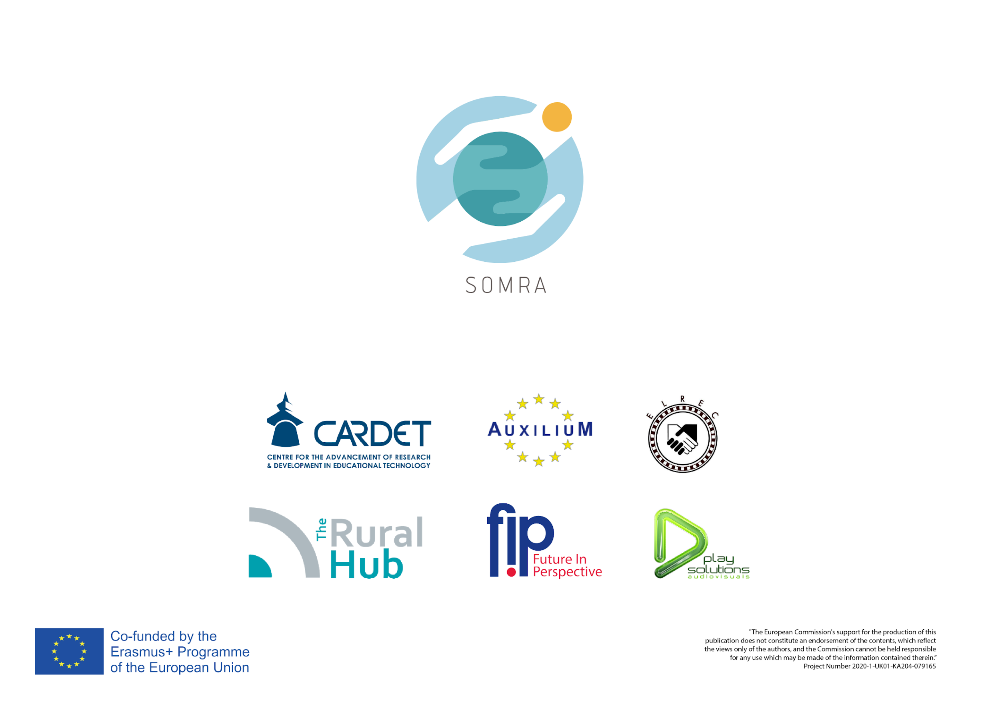 SOMRA
CARDET
CENTRE FOR THE ADVANCEMENT OF RESEARCH
& DEVELOPMENT IN EDUCATIONAL TECHNOLOGY
AUXILIUM
ELREC
The Rural
Hub
fip
Future In
Perspective
play
solutions
audiovisuals
Co-funded by the
Erasmus+ Programme
of the European Union
"The European Commission's support for the production of this
publication does not constitute an endorsement of the contents, which reflect
the views only of the authors, and the Commission cannot be held responsible
for any use which may be made of the information contained therein."
Project Number 2020-1-UK01-KA204-079165